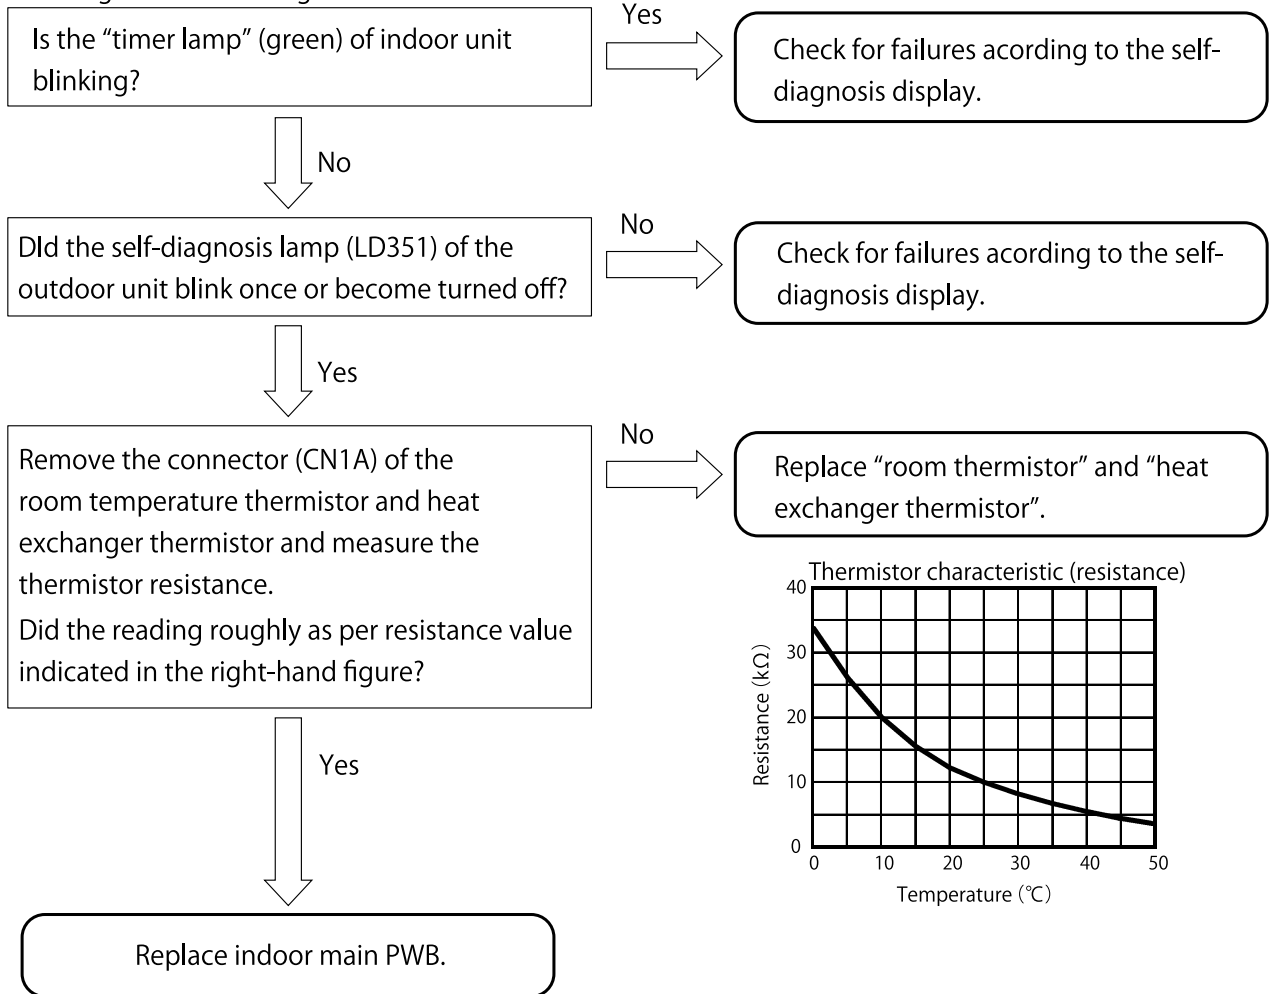 Is the “timer lamp” (green) of indoor unit
blinking?
Yes
Check for failures acording to the self-
diagnosis display.
No
DId the self-diagnosis lamp (LD351) of the
outdoor unit blink once or become turned off?
No
Check for failures acording to the self-
diagnosis display.
Yes
Remove the connector (CN1A) of the
room temperature thermistor and heat
exchanger thermistor and measure the
thermistor resistance.
Did the reading roughly as per resistance value
indicated in the right-hand figure?
No
Replace “room thermistor” and “heat
exchanger thermistor”.
Thermistor characteristic (resistance)
40
30
20
10
0
Resistance (kΩ)
0 10 20 30 40 50
Temperature (℃)
Yes
Replace indoor main PWB.